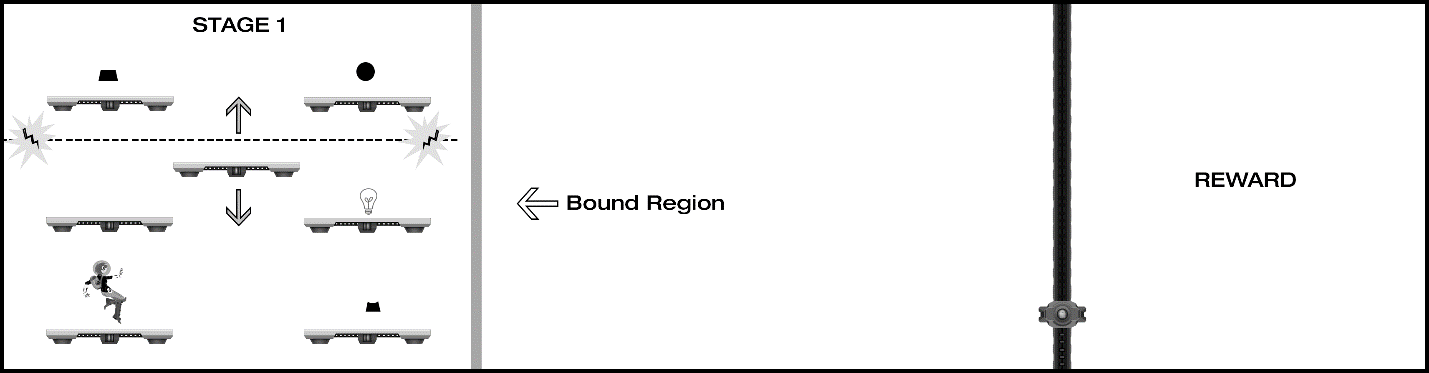 STAGE 1
REWARD
Bound Region